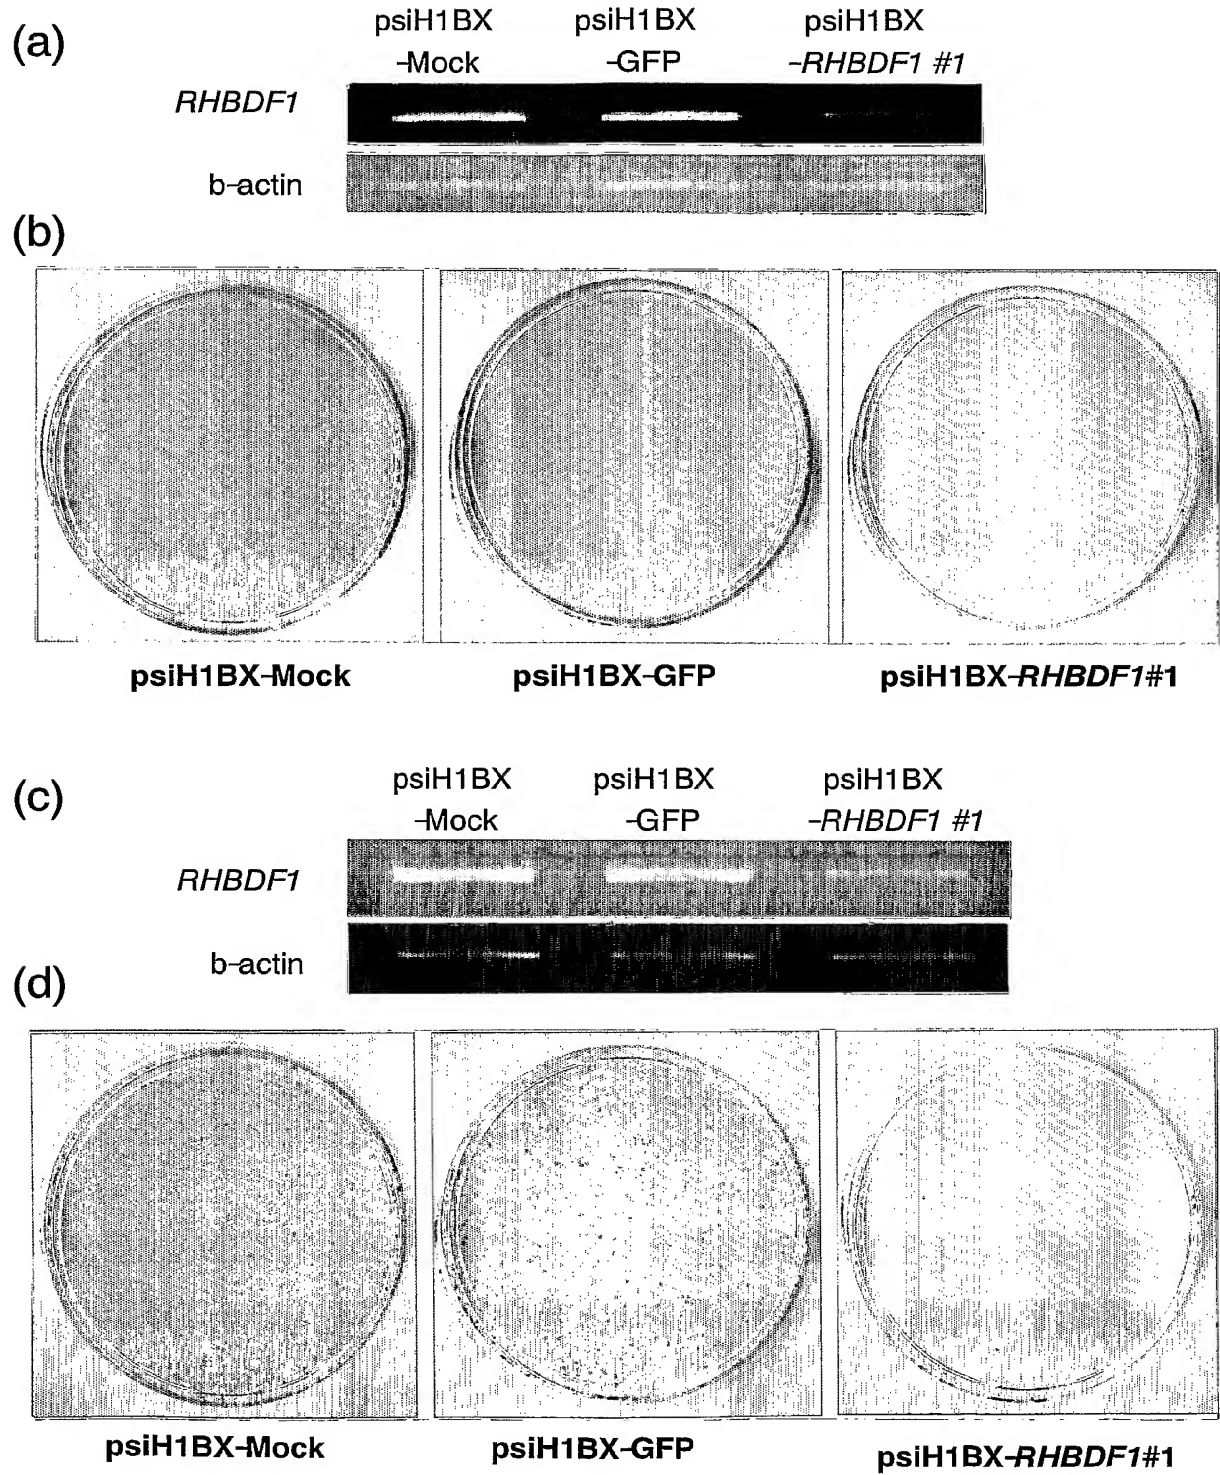 (a)
psiH1BX psiH1BX psiH1BX
-Mock -GFP -RHBDF1 #1
RHBDF1
b-actin
(b)
psiH1BX-Mock psiH1BX-GFP psiH1BX-RHBDF1#1
(c)
psiH1BX psiH1BX psiH1BX
-Mock -GFP -RHBDF1 #1
RHBDF1
b-actin
(d)
psiH1BX-Mock psiH1BX-GFP psiH1BX-RHBDF1#1